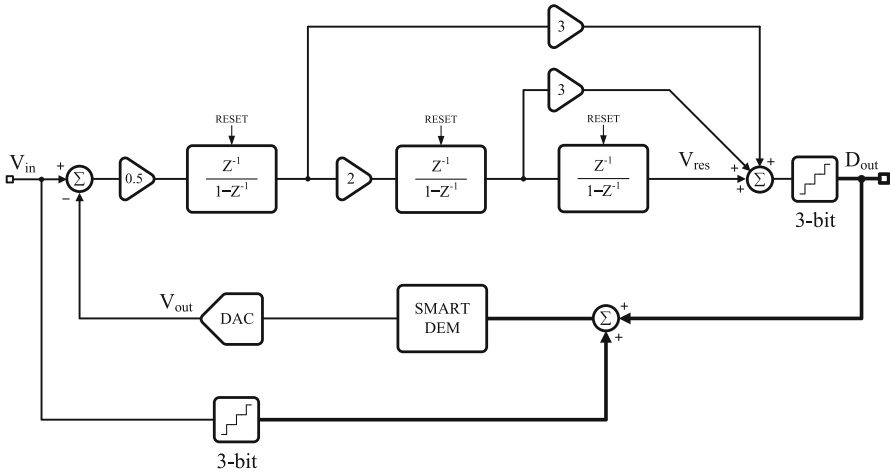 3
3
RESET RESET RESET
V_in + Σ 0.5 Z⁻¹ 2 Z⁻¹ Z⁻¹ V_res + + + Σ D_out
− 1−Z⁻¹ 1−Z⁻¹ 1−Z⁻¹
3-bit
V_out DAC SMART Σ +
DEM +
3-bit